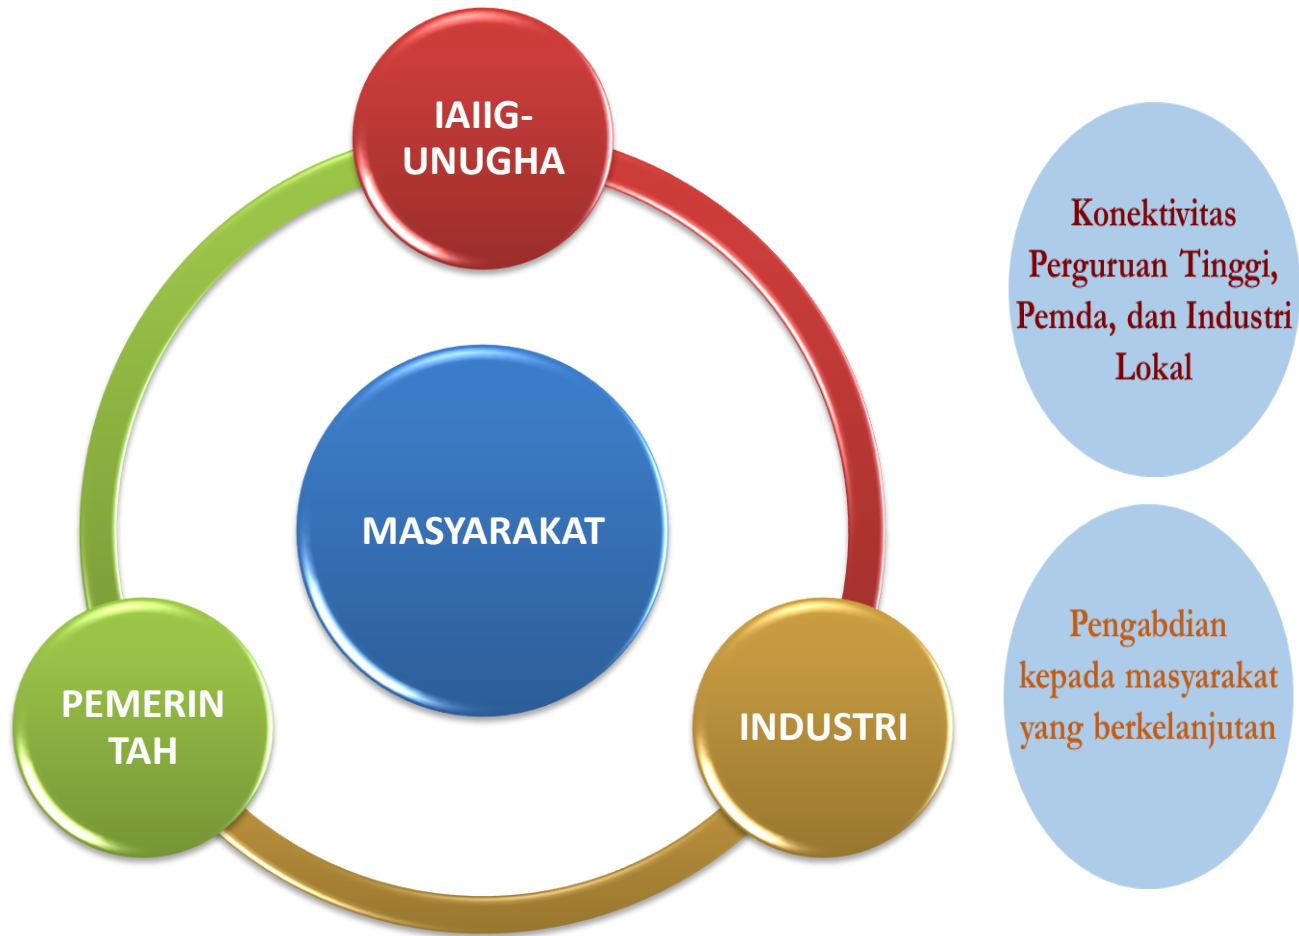 IAIIG-
UNUGHA
MASYARAKAT
PEMERIN
TAH
INDUSTRI
Konektivitas
Perguruan Tinggi,
Pemda, dan Industri
Lokal
Pengabdian
kepada masyarakat
yang berkelanjutan